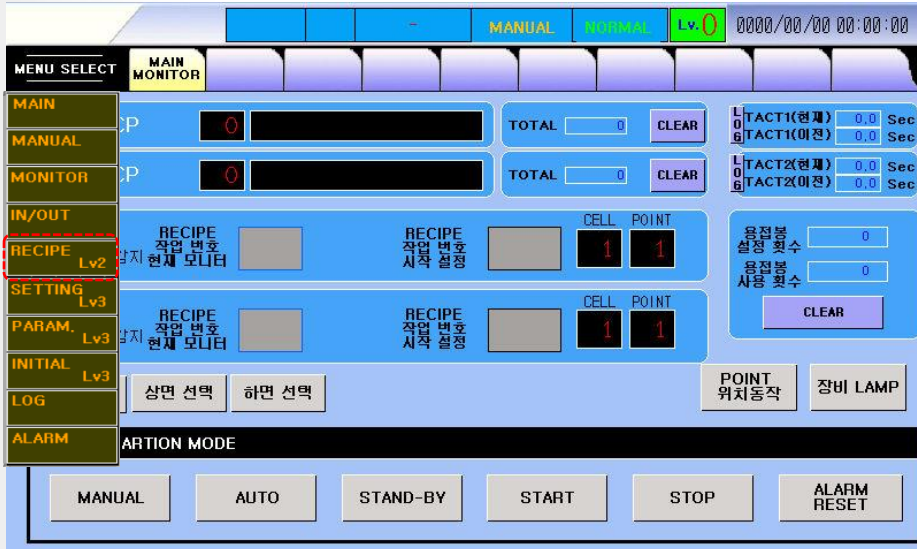 - MANUAL NORMAL Lv.0 0000/00/00 00:00:00
MENU SELECT MAIN MONITOR
MAIN
MANUAL
MONITOR
IN/OUT
RECIPE Lv2
SETTING Lv3
PARAM. Lv3
INITIAL Lv3
LOG
ALARM
CP 0 TOTAL 0 CLEAR
LOG TACT1(현재) 0.0 Sec
TACT1(이전) 0.0 Sec
CP 0 TOTAL 0 CLEAR
LOG TACT2(현재) 0.0 Sec
TACT2(이전) 0.0 Sec
감지
RECIPE
작업 번호
현재 모니터
RECIPE
작업 번호
시작 설정
CELL POINT
1 1
용접봉
설정 횟수 0
용접봉
사용 횟수 0
CLEAR
감지
RECIPE
작업 번호
현재 모니터
RECIPE
작업 번호
시작 설정
CELL POINT
1 1
상면 선택 하면 선택
POINT
위치동작
장비 LAMP
ARTION MODE
MANUAL AUTO STAND-BY START STOP ALARM RESET